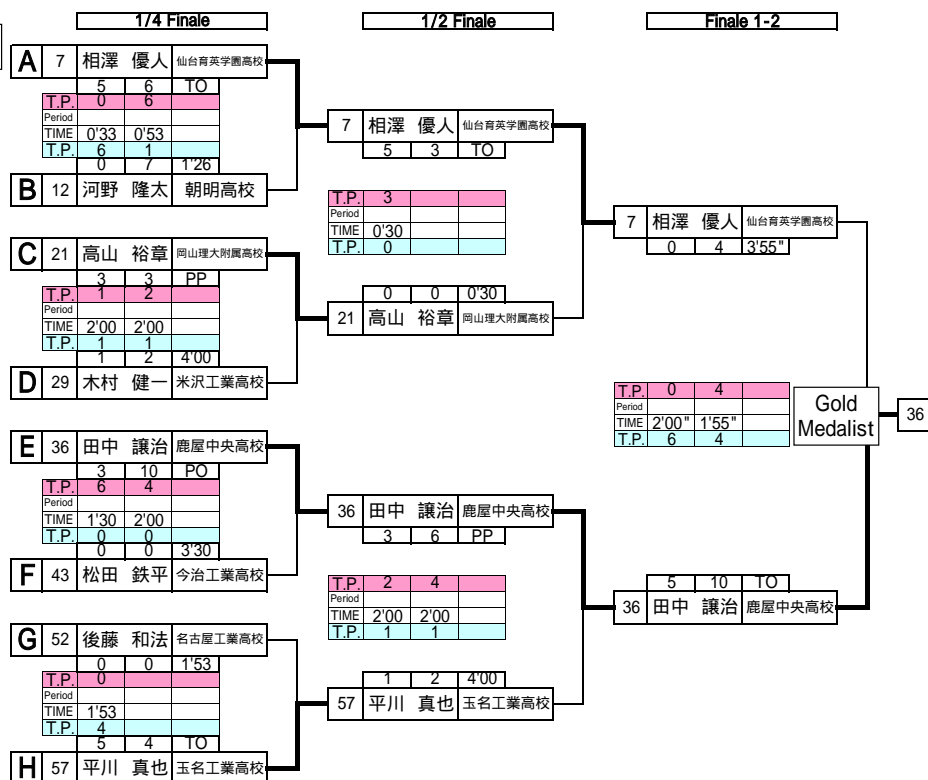 1/4 Finale 1/2 Finale Finale 1-2
A 7 相澤 優人 仙台育英学園高校
5 6 TO
T.P. 0 6
Period
TIME 0'33 0'53
T.P. 6 1
0 7 1'26
B 12 河野 隆太 朝明高校
C 21 高山 裕章 岡山理大附属高校
3 3 PP
T.P. 1 2
Period
TIME 2'00 2'00
T.P. 1 1
1 2 4'00
D 29 木村 健一 米沢工業高校
E 36 田中 譲治 鹿屋中央高校
3 10 PO
T.P. 6 4
Period
TIME 1'30 2'00
T.P. 0 0
0 0 3'30
F 43 松田 鉄平 今治工業高校
G 52 後藤 和法 名古屋工業高校
0 0 1'53
T.P. 0
Period
TIME 1'53
T.P. 4
5 4 TO
H 57 平川 真也 玉名工業高校
7 相澤 優人 仙台育英学園高校
5 3 TO
T.P. 3
Period
TIME 0'30
T.P. 0
0 0 0'30
21 高山 裕章 岡山理大附属高校
36 田中 譲治 鹿屋中央高校
3 6 PP
T.P. 2 4
Period
TIME 2'00 2'00
T.P. 1 1
1 2 4'00
57 平川 真也 玉名工業高校
7 相澤 優人 仙台育英学園高校
0 4 3'55"
T.P. 0 4
Period
TIME 2'00" 1'55"
T.P. 6 4
5 10 TO
36 田中 譲治 鹿屋中央高校
Gold
Medalist
36